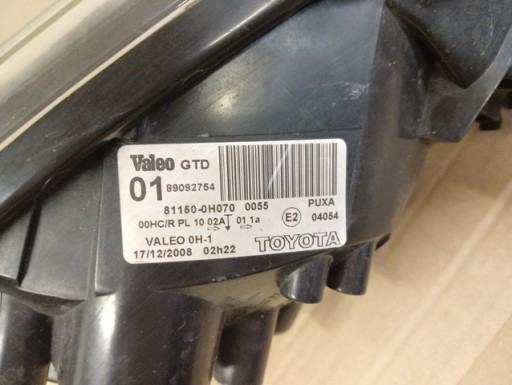 Valeo GTD
01 89092754
81150-0H070 0055 PUXA
00HC/R PL 10 02A 01 1a E2 04054
VALEO 0H-1 TOYOTA
17/12/2008 02h22